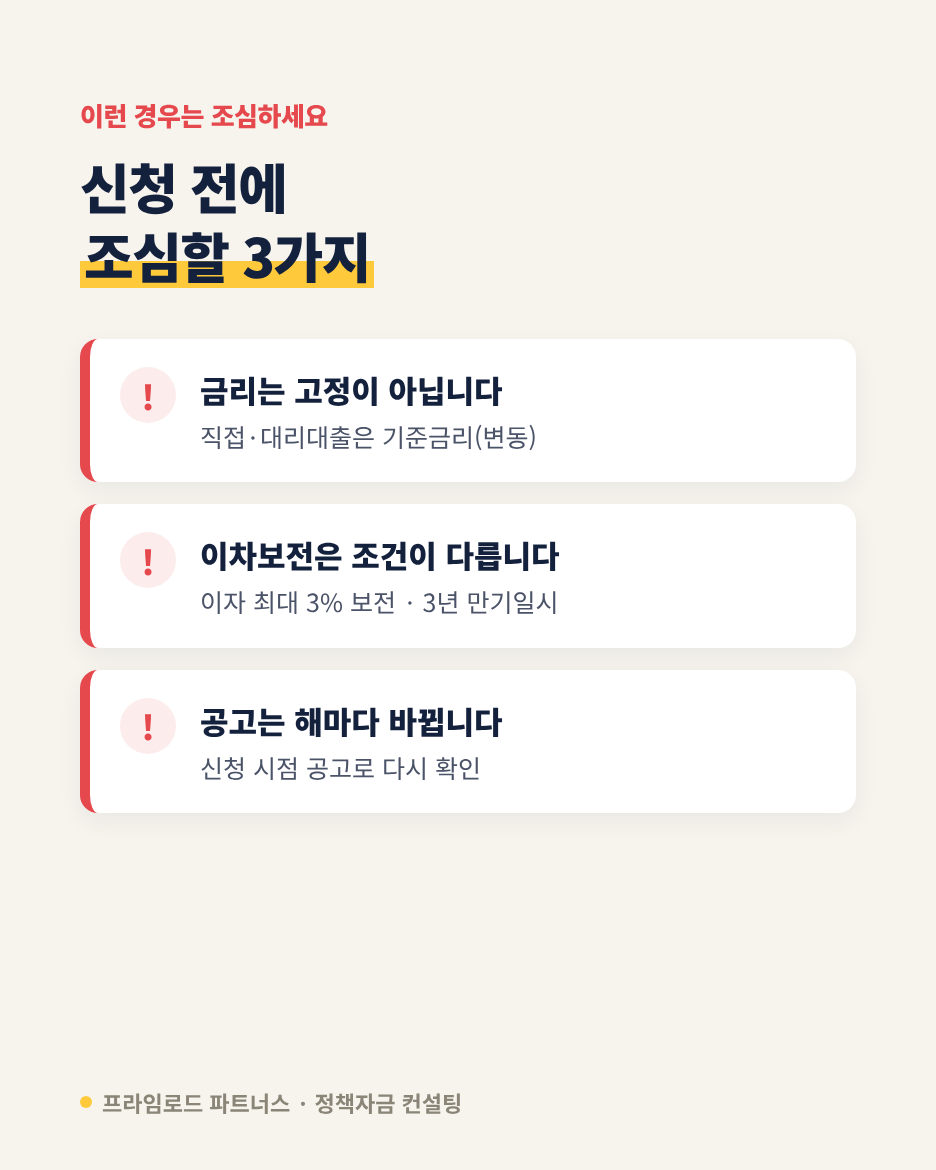 이런 경우는 조심하세요
신청 전에
조심할 3가지
!
금리는 고정이 아닙니다
직접·대리대출은 기준금리(변동)
!
이차보전은 조건이 다릅니다
이자 최대 3% 보전 · 3년 만기일시
!
공고는 해마다 바뀝니다
신청 시점 공고로 다시 확인
프라임로드 파트너스 · 정책자금 컨설팅